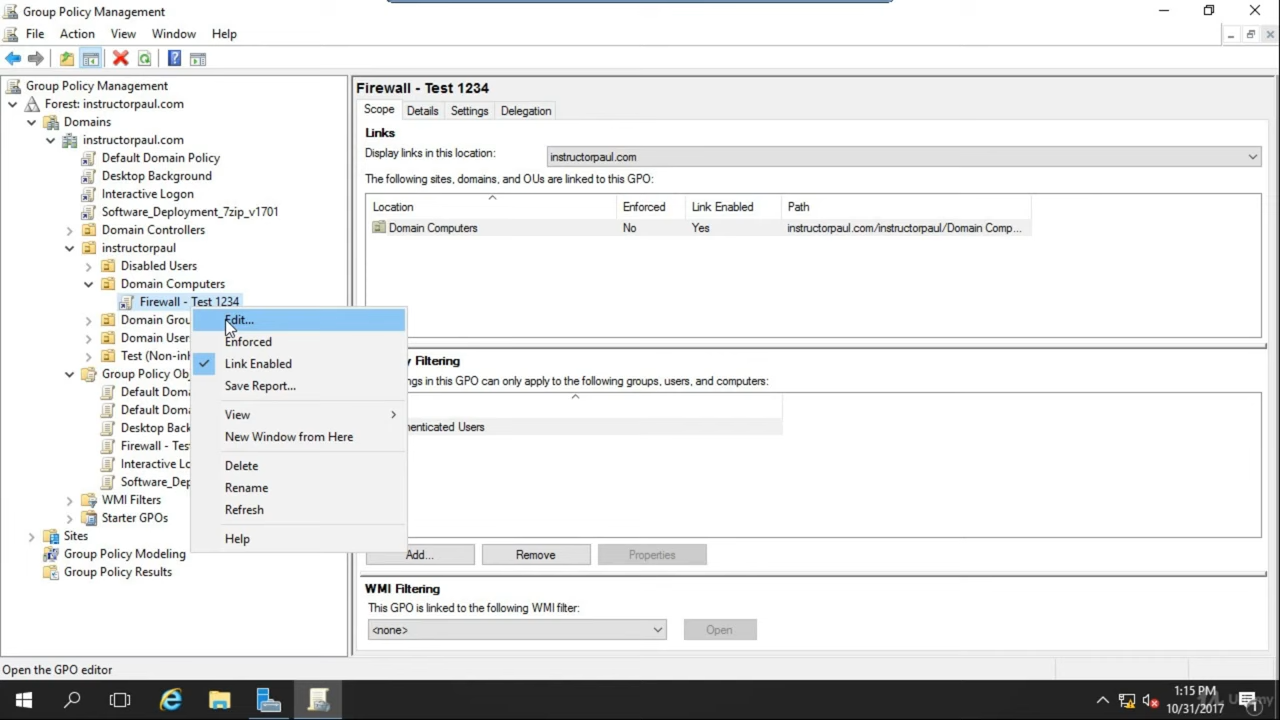 Group Policy Management
File Action View Window Help
Group Policy Management
Forest: instructorpaul.com
Domains
instructorpaul.com
Default Domain Policy
Desktop Background
Interactive Logon
Software_Deployment_7zip_v1701
Domain Controllers
instructorpaul
Disabled Users
Domain Computers
Firewall - Test 1234
Domain Grou
Domain User
Test (Non-inh
Group Policy Obj
Default Doma
Default Doma
Desktop Back
Firewall - Tes
Interactive Lo
Software_Dep
WMI Filters
Starter GPOs
Sites
Group Policy Modeling
Group Policy Results
Edit...
Enforced
Link Enabled
Save Report...
View
New Window from Here
Delete
Rename
Refresh
Help
Firewall - Test 1234
Scope Details Settings Delegation
Links
Display links in this location: instructorpaul.com
The following sites, domains, and OUs are linked to this GPO:
Location Enforced Link Enabled Path
Domain Computers No Yes instructorpaul.com/instructorpaul/Domain Comp...
y Filtering
ngs in this GPO can only apply to the following groups, users, and computers:
enticated Users
Add... Remove Properties
WMI Filtering
This GPO is linked to the following WMI filter:
<none> Open
Open the GPO editor
1:15 PM
10/31/2017
Udemy
1